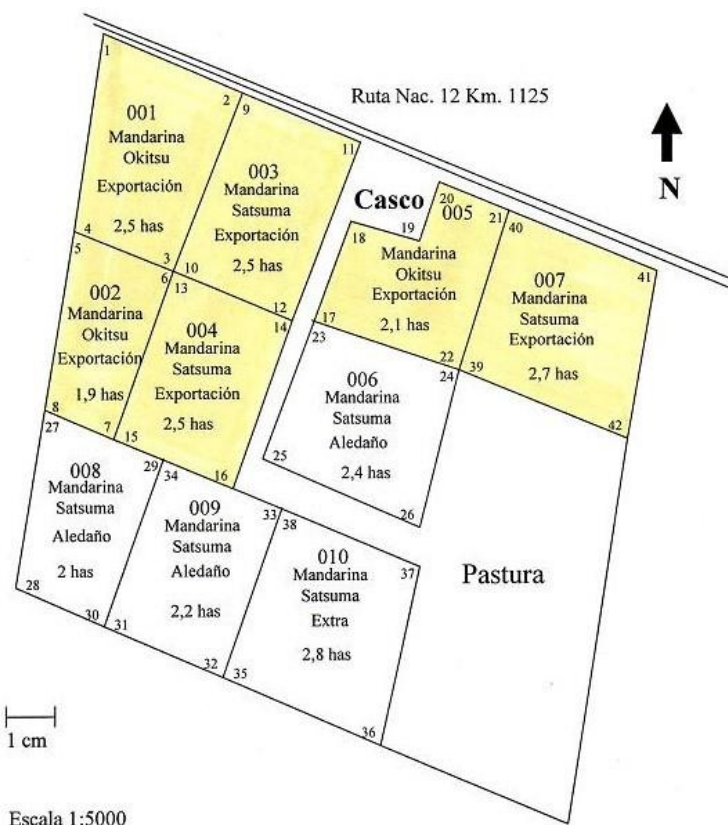 Ruta Nac. 12 Km. 1125
N
Casco
1
2
001
Mandarina
Okitsu
Exportación
2,5 has
4
3
9
11
003
Mandarina
Satsuma
Exportación
2,5 has
10
12
5
6
002
Mandarina
Okitsu
Exportación
1,9 has
8
7
13
14
004
Mandarina
Satsuma
Exportación
2,5 has
15
16
20
21
18
19
005
Mandarina
Okitsu
Exportación
2,1 has
17
22
40
41
007
Mandarina
Satsuma
Exportación
2,7 has
39
42
23
24
006
Mandarina
Satsuma
Aledaño
2,4 has
25
26
27
29
008
Mandarina
Satsuma
Aledaño
2 has
28
30
34
33
009
Mandarina
Satsuma
Aledaño
2,2 has
31
32
38
37
010
Mandarina
Satsuma
Extra
2,8 has
35
36
Pastura
1 cm
Escala 1:5000